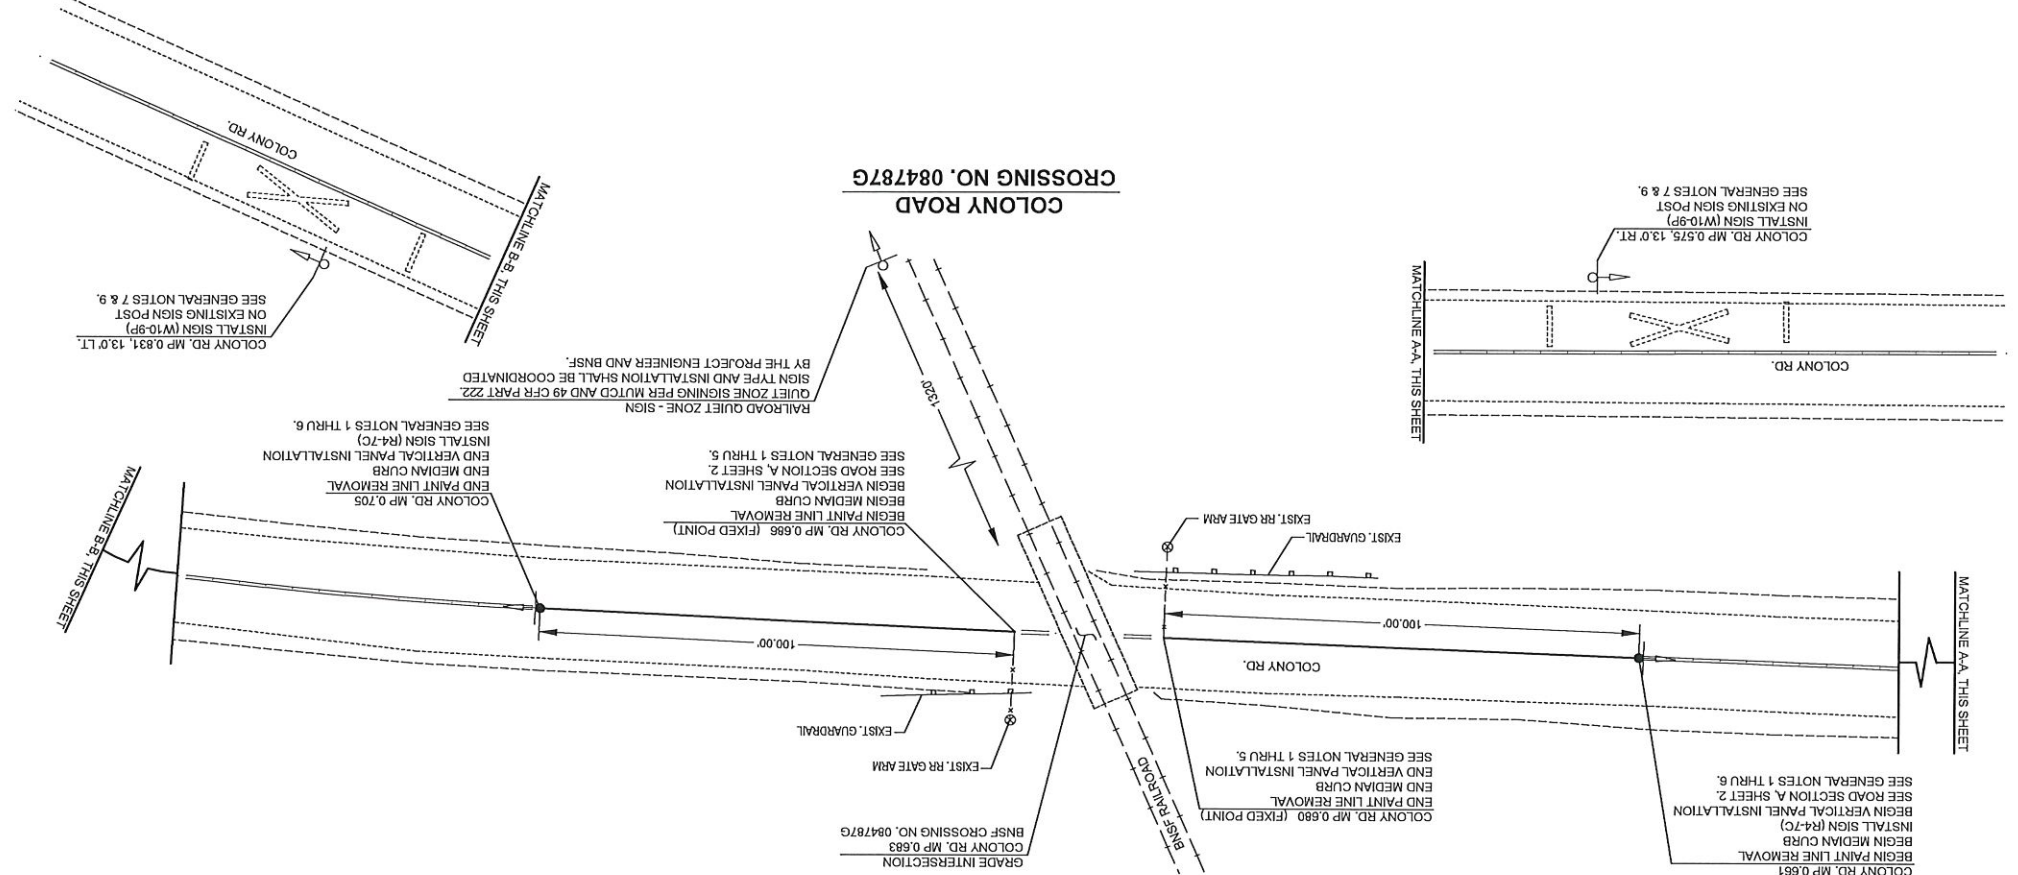 COLONY RD. MP 0.661
BEGIN PAINT LINE REMOVAL
BEGIN MEDIAN CURB
INSTALL SIGN (R4-7C)
BEGIN VERTICAL PANEL INSTALLATION
SEE ROAD SECTION A, SHEET 2.
SEE GENERAL NOTES 1 THRU 6.
GRADE INTERSECTION
COLONY RD. MP 0.683
BNSF CROSSING NO. 084787G
COLONY RD. MP 0.680 (FIXED POINT)
END PAINT LINE REMOVAL
END MEDIAN CURB
END VERTICAL PANEL INSTALLATION
SEE GENERAL NOTES 1 THRU 5.
BNSF RAILROAD
EXIST. RR GATE ARM
EXIST. GUARDRAIL
MATCHLINE A-A, THIS SHEET
COLONY RD.
100.00'
100.00'
EXIST. GUARDRAIL
EXIST. RR GATE ARM
MATCHLINE B-B, THIS SHEET
COLONY RD. MP 0.686 (FIXED POINT)
BEGIN PAINT LINE REMOVAL
BEGIN MEDIAN CURB
BEGIN VERTICAL PANEL INSTALLATION
SEE ROAD SECTION A, SHEET 2.
SEE GENERAL NOTES 1 THRU 5.
COLONY RD. MP 0.705
END PAINT LINE REMOVAL
END MEDIAN CURB
END VERTICAL PANEL INSTALLATION
INSTALL SIGN (R4-7C)
SEE GENERAL NOTES 1 THRU 6.
1320'
RAILROAD QUIET ZONE - SIGN
QUIET ZONE SIGNING PER MUTCD AND 49 CFR PART 222.
SIGN TYPE AND INSTALLATION SHALL BE COORDINATED
BY THE PROJECT ENGINEER AND BNSF.
COLONY RD.
MATCHLINE A-A, THIS SHEET
COLONY RD. MP 0.575, 13.0' RT.
INSTALL SIGN (W10-9P)
ON EXISTING SIGN POST
SEE GENERAL NOTES 7 & 9.
COLONY RD. MP 0.831, 13.0' LT.
INSTALL SIGN (W10-9P)
ON EXISTING SIGN POST
SEE GENERAL NOTES 7 & 9.
MATCHLINE B-B, THIS SHEET
COLONY RD.
COLONY ROAD
CROSSING NO. 084787G